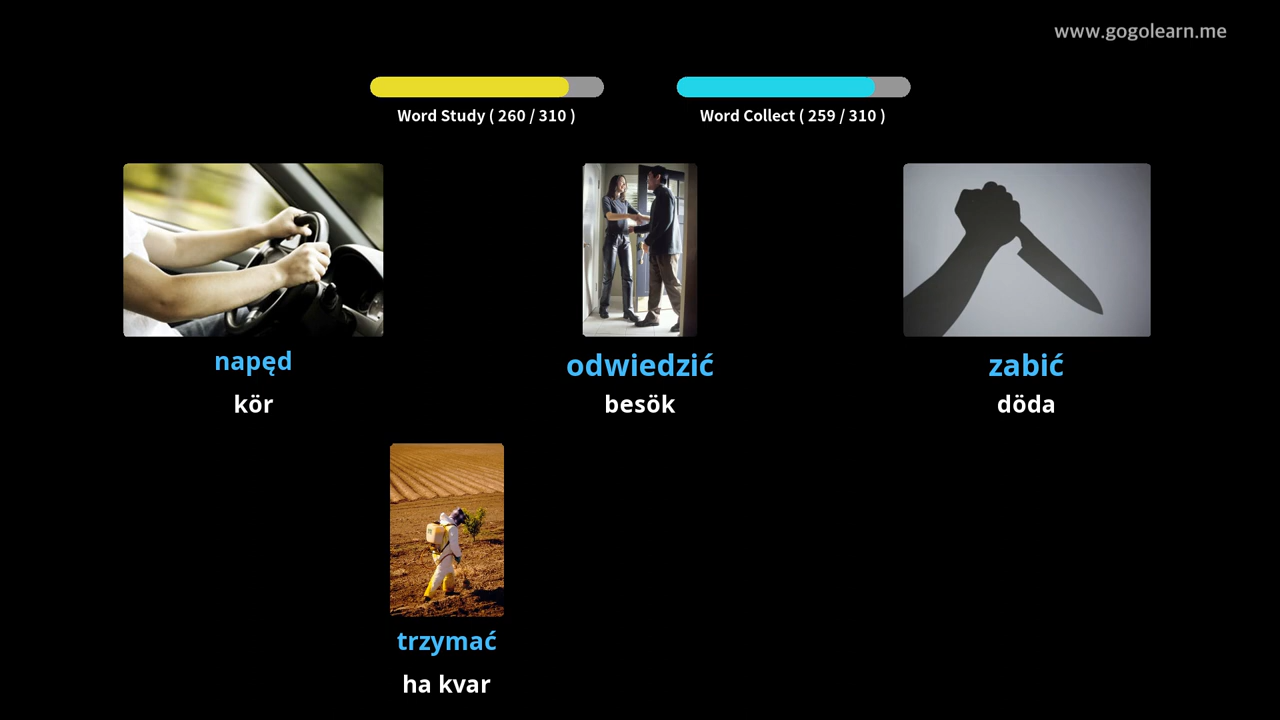 www.gogolearn.me
Word Study ( 260 / 310 )
Word Collect ( 259 / 310 )
napęd
kör
odwiedzić
besök
zabić
döda
trzymać
ha kvar